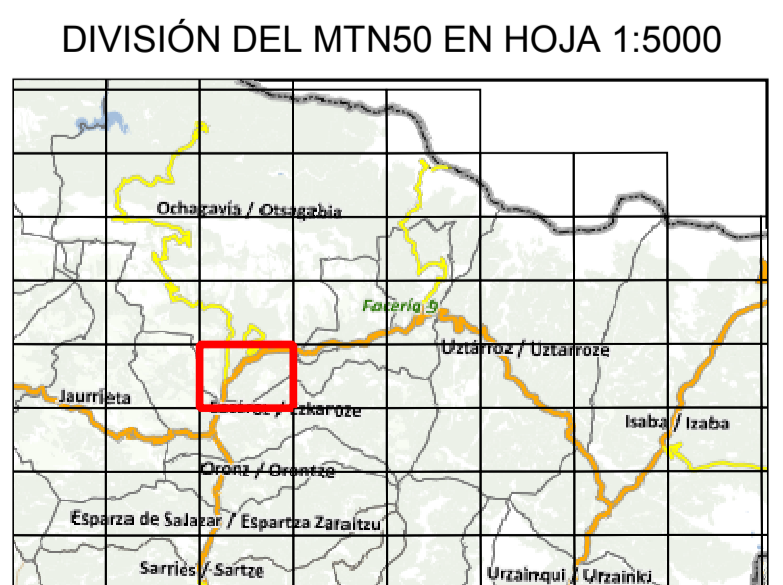 DIVISIÓN DEL MTN50 EN HOJA 1:5000
Ochagavía / Otsagabia
Facería 9
Uztárroz / Uztarroze
Jaurrieta
/ Ezkaroze
Isaba / Izaba
Oronz / Orontze
Esparza de Salazar / Espartza Zaraitzu
Sarriés / Sartze
Urzainqui / Urzainki